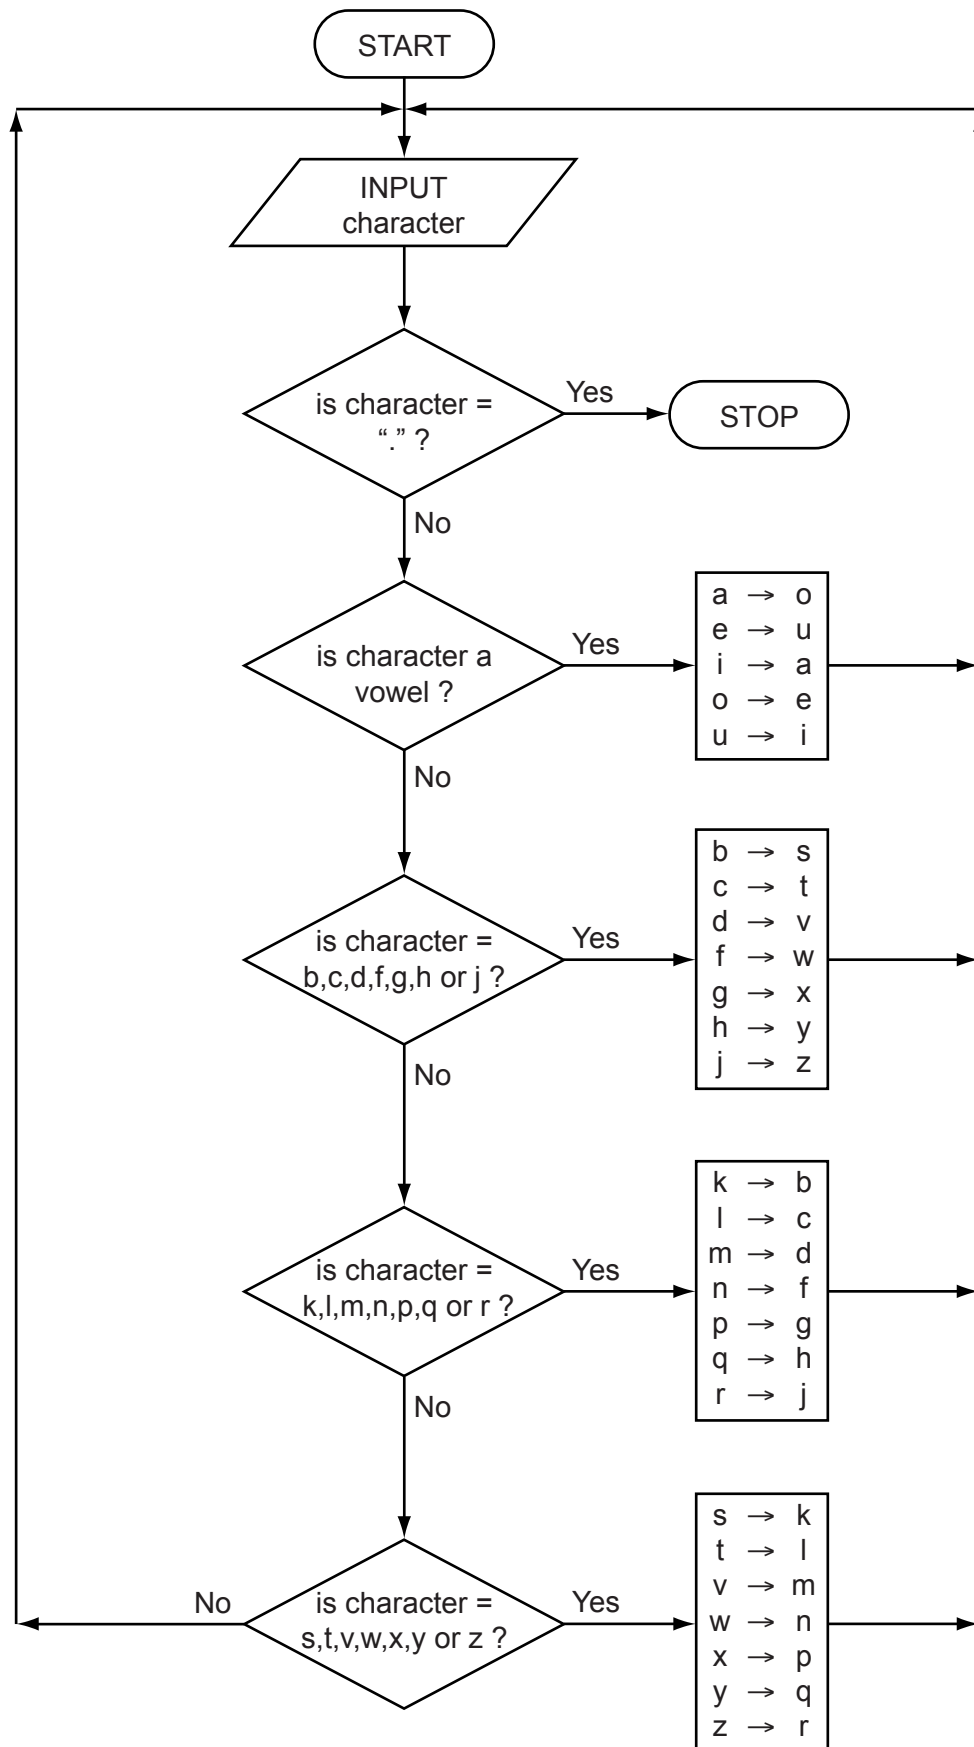 START
INPUT
character
is character =
“.” ?
Yes
STOP
No
is character a
vowel ?
Yes
a → o
e → u
i → a
o → e
u → i
No
is character =
b,c,d,f,g,h or j ?
Yes
b → s
c → t
d → v
f → w
g → x
h → y
j → z
No
is character =
k,l,m,n,p,q or r ?
Yes
k → b
l → c
m → d
n → f
p → g
q → h
r → j
No
is character =
s,t,v,w,x,y or z ?
No
Yes
s → k
t → l
v → m
w → n
x → p
y → q
z → r